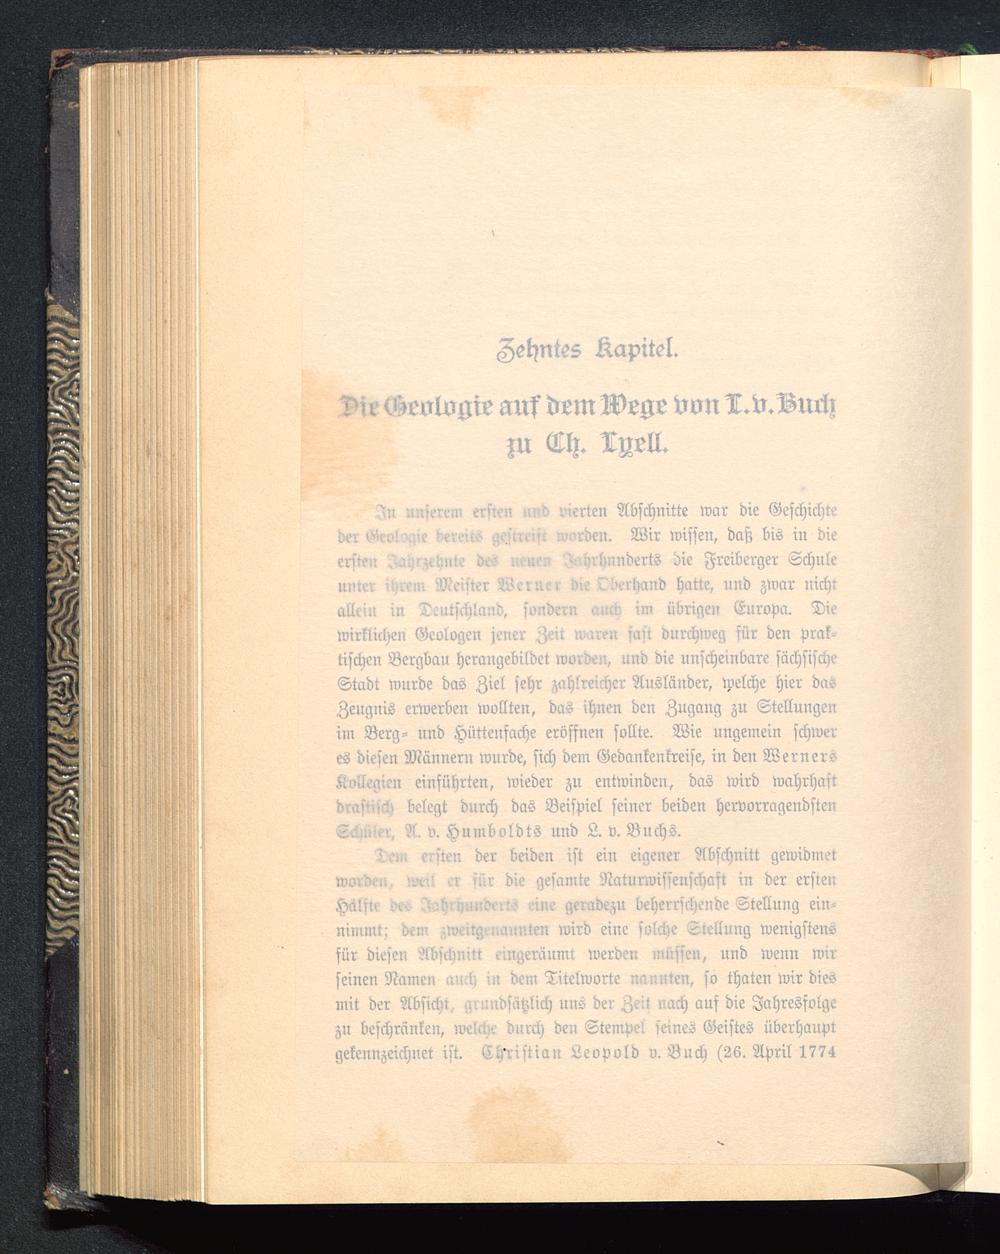 Zehntes Kapitel.
Die Geologie auf dem Wege von L. v. Buch
zu Ch. Lyell.
In unserem ersten und vierten Abschnitte war die Geschichte
der Geologie bereits gestreift worden. Wir wissen, daß bis in die
ersten Jahrzehnte des neuen Jahrhunderts die Freiberger Schule
unter ihrem Meister Werner die Oberhand hatte, und zwar nicht
allein in Deutschland, sondern auch im übrigen Europa. Die
wirklichen Geologen jener Zeit waren fast durchweg für den prak-
tischen Bergbau herangebildet worden, und die unscheinbare sächsische
Stadt wurde das Ziel sehr zahlreicher Ausländer, welche hier das
Zeugnis erwerben wollten, das ihnen den Zugang zu Stellungen
im Berg- und Hüttenfache eröffnen sollte. Wie ungemein schwer
es diesen Männern wurde, sich dem Gedankenkreise, in den Werners
Kollegien einführten, wieder zu entwinden, das wird wahrhaft
drastisch belegt durch das Beispiel seiner beiden hervorragendsten
Schüler, A. v. Humboldts und L. v. Buchs.
Dem ersten der beiden ist ein eigener Abschnitt gewidmet
worden, weil er für die gesamte Naturwissenschaft in der ersten
Hälfte des Jahrhunderts eine geradezu beherrschende Stellung ein-
nimmt; dem zweitgenannten wird eine solche Stellung wenigstens
für diesen Abschnitt eingeräumt werden müssen, und wenn wir
seinen Namen auch in dem Titelworte nannten, so thaten wir dies
mit der Absicht, grundsätzlich uns der Zeit nach auf die Jahresfolge
zu beschränken, welche durch den Stempel seines Geistes überhaupt
gekennzeichnet ist. Christian Leopold v. Buch (26. April 1774